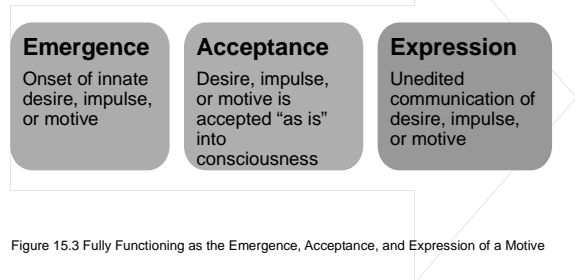 Emergence
Onset of innate
desire, impulse,
or motive
Acceptance
Desire, impulse,
or motive is
accepted “as is”
into
consciousness
Expression
Unedited
communication of
desire, impulse,
or motive
Figure 15.3 Fully Functioning as the Emergence, Acceptance, and Expression of a Motive